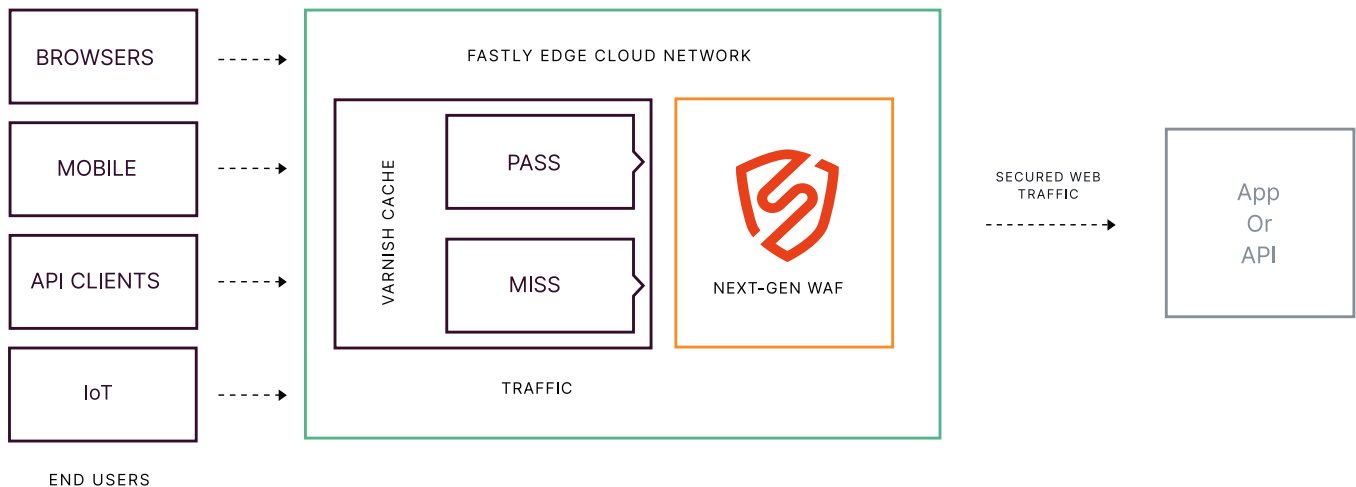 BROWSERS
MOBILE
API CLIENTS
IoT
END USERS
FASTLY EDGE CLOUD NETWORK
VARNISH CACHE
PASS
MISS
TRAFFIC
NEXT-GEN WAF
SECURED WEB
TRAFFIC
App
Or
API